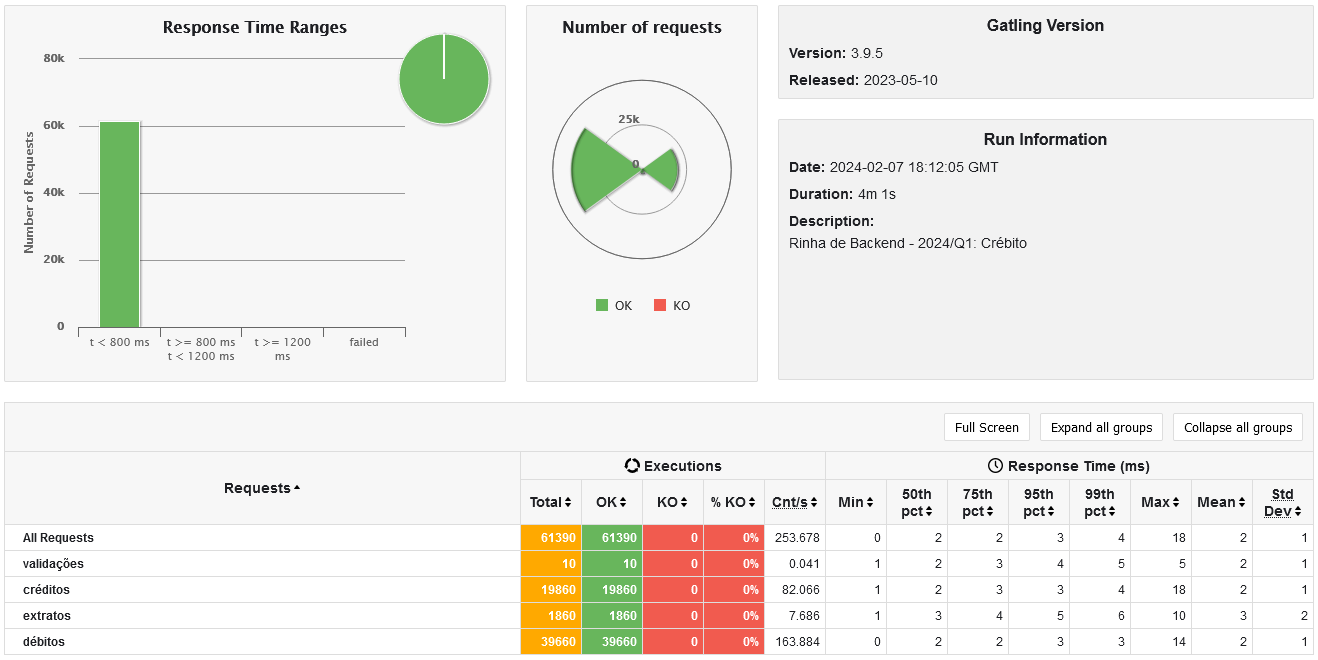 Response Time Ranges
80k
60k
40k
20k
0
Number of Requests
t < 800 ms
t >= 800 ms
t < 1200 ms
t >= 1200
ms
failed
Number of requests
25k
0
OK KO
Gatling Version
Version: 3.9.5
Released: 2023-05-10
Run Information
Date: 2024-02-07 18:12:05 GMT
Duration: 4m 1s
Description:
Rinha de Backend - 2024/Q1: Crébito
Full Screen Expand all groups Collapse all groups
Requests Executions Response Time (ms)
Total OK KO % KO Cnt/s Min 50th pct 75th pct 95th pct 99th pct Max Mean Std Dev
All Requests 61390 61390 0 0% 253.678 0 2 2 3 4 18 2 1
validações 10 10 0 0% 0.041 1 2 3 4 5 5 2 1
créditos 19860 19860 0 0% 82.066 1 2 3 3 4 18 2 1
extratos 1860 1860 0 0% 7.686 1 3 4 5 6 10 3 2
débitos 39660 39660 0 0% 163.884 0 2 2 3 3 14 2 1